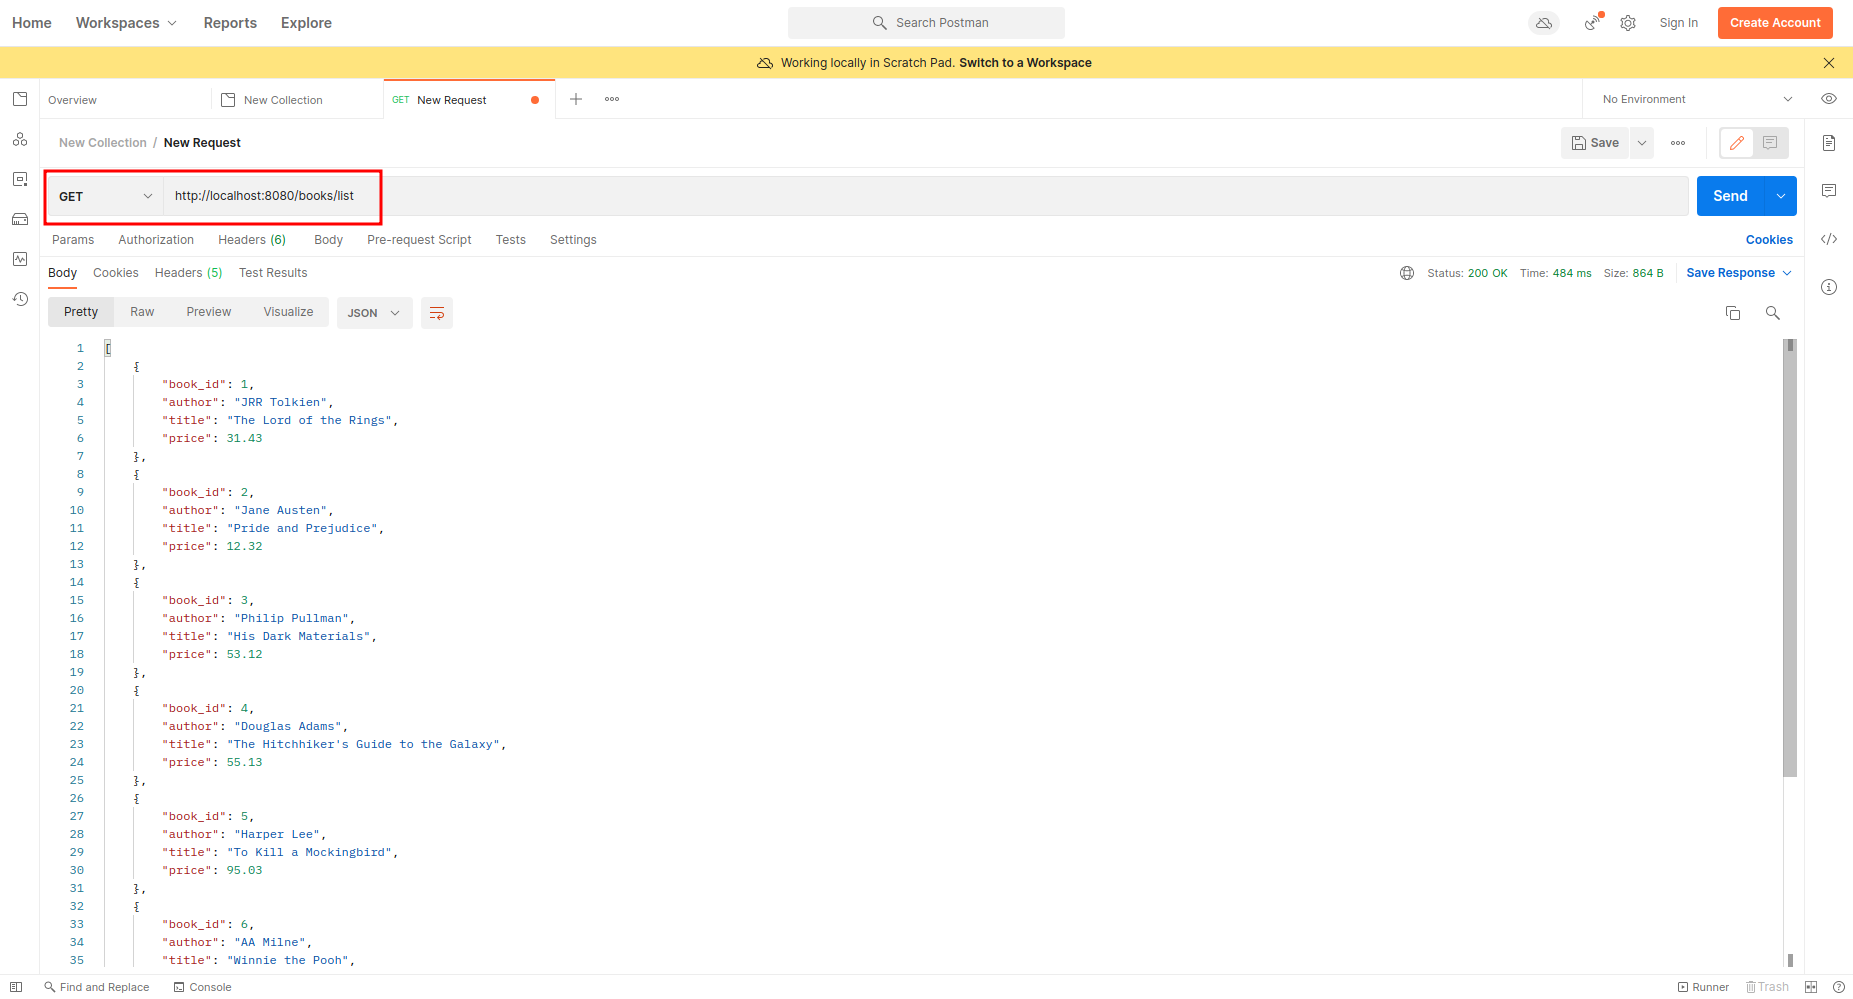 Home Workspaces Reports Explore Search Postman Sign In Create Account
Working locally in Scratch Pad. Switch to a Workspace
Overview New Collection GET New Request No Environment
New Collection / New Request Save
GET http://localhost:8080/books/list Send
Params Authorization Headers (6) Body Pre-request Script Tests Settings Cookies
Body Cookies Headers (5) Test Results Status: 200 OK Time: 484 ms Size: 864 B Save Response
Pretty Raw Preview Visualize JSON
1 [
2 {
3 "book_id": 1,
4 "author": "JRR Tolkien",
5 "title": "The Lord of the Rings",
6 "price": 31.43
7 },
8 {
9 "book_id": 2,
10 "author": "Jane Austen",
11 "title": "Pride and Prejudice",
12 "price": 12.32
13 },
14 {
15 "book_id": 3,
16 "author": "Philip Pullman",
17 "title": "His Dark Materials",
18 "price": 53.12
19 },
20 {
21 "book_id": 4,
22 "author": "Douglas Adams",
23 "title": "The Hitchhiker's Guide to the Galaxy",
24 "price": 55.13
25 },
26 {
27 "book_id": 5,
28 "author": "Harper Lee",
29 "title": "To Kill a Mockingbird",
30 "price": 95.03
31 },
32 {
33 "book_id": 6,
34 "author": "AA Milne",
35 "title": "Winnie the Pooh",
Find and Replace Console Runner Trash